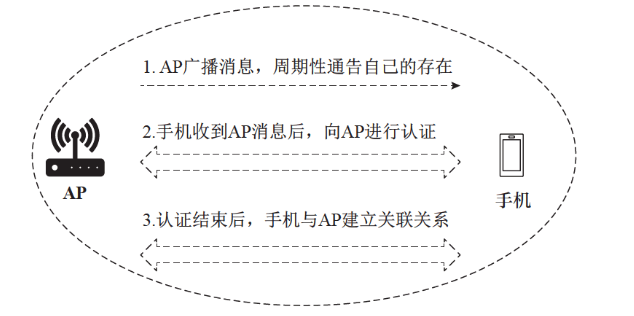 1. AP广播消息，周期性通告自己的存在
2.手机收到AP消息后，向AP进行认证
AP
手机
3.认证结束后，手机与AP建立关联关系